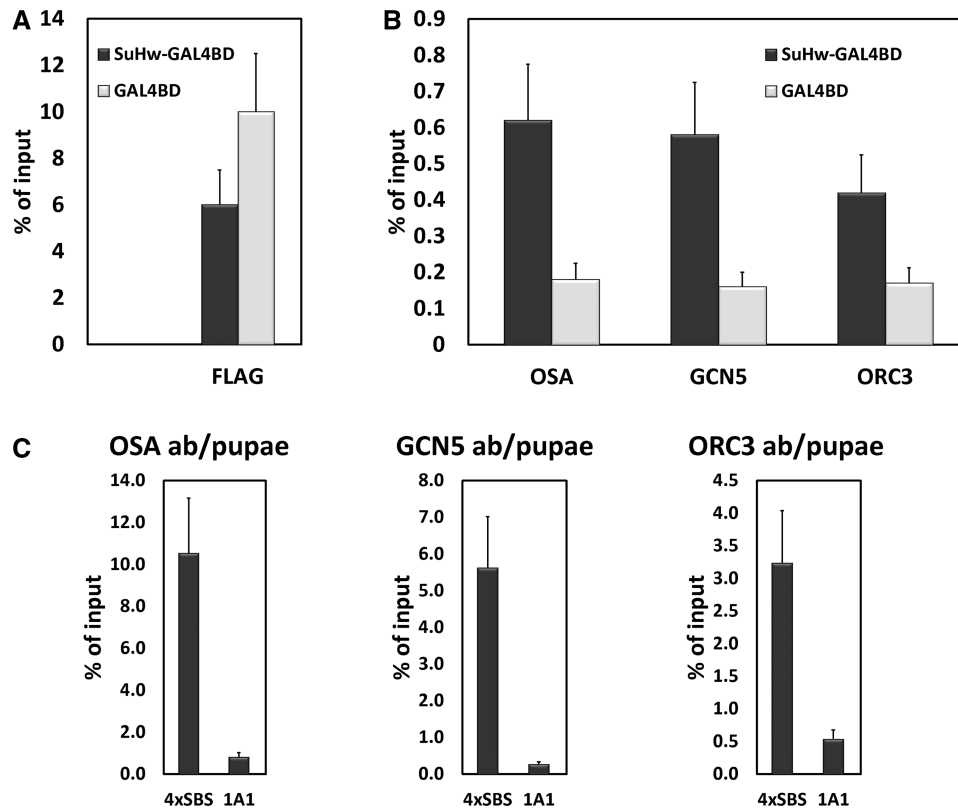 A
% of input
14
12
10
8
6
4
2
0
SuHw-GAL4BD
GAL4BD
FLAG
B
% of input
0.9
0.8
0.7
0.6
0.5
0.4
0.3
0.2
0.1
0
SuHw-GAL4BD
GAL4BD
OSA GCN5 ORC3
C
OSA ab/pupae
% of input
14.0
12.0
10.0
8.0
6.0
4.0
2.0
0.0
4xSBS 1A1
GCN5 ab/pupae
% of input
8.0
7.0
6.0
5.0
4.0
3.0
2.0
1.0
0.0
4xSBS 1A1
ORC3 ab/pupae
% of input
4.5
4.0
3.5
3.0
2.5
2.0
1.5
1.0
0.5
0.0
4xSBS 1A1